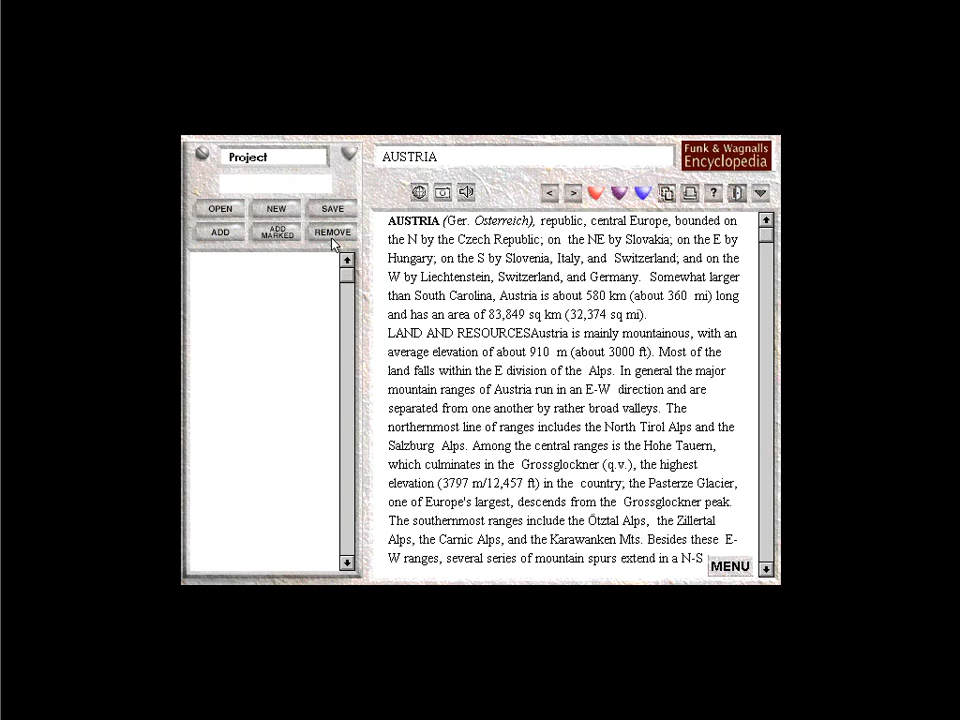 Project
AUSTRIA
Funk & Wagnalls
Encyclopedia
OPEN
NEW
SAVE
ADD
ADD MARKED
REMOVE
< > ?
AUSTRIA (Ger. Österreich), republic, central Europe, bounded on
the N by the Czech Republic; on the NE by Slovakia; on the E by
Hungary; on the S by Slovenia, Italy, and Switzerland; and on the
W by Liechtenstein, Switzerland, and Germany. Somewhat larger
than South Carolina, Austria is about 580 km (about 360 mi) long
and has an area of 83,849 sq km (32,374 sq mi).
LAND AND RESOURCESAustria is mainly mountainous, with an
average elevation of about 910 m (about 3000 ft). Most of the
land falls within the E division of the Alps. In general the major
mountain ranges of Austria run in an E-W direction and are
separated from one another by rather broad valleys. The
northernmost line of ranges includes the North Tirol Alps and the
Salzburg Alps. Among the central ranges is the Hohe Tauern,
which culminates in the Grossglockner (q.v.), the highest
elevation (3797 m/12,457 ft) in the country; the Pasterze Glacier,
one of Europe's largest, descends from the Grossglockner peak.
The southernmost ranges include the Ötztal Alps, the Zillertal
Alps, the Carnic Alps, and the Karawanken Mts. Besides these E-
W ranges, several series of mountain spurs extend in a N-S
MENU